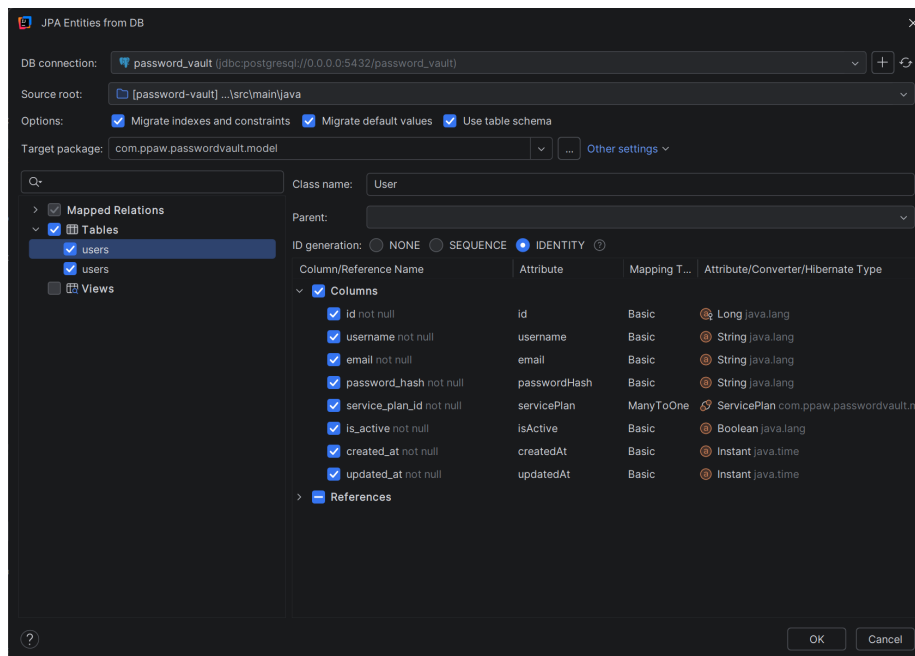 JPA Entities from DB
DB connection: password_vault (jdbc:postgresql://0.0.0.0:5432/password_vault)
Source root: [password-vault] ...\src\main\java
Options: Migrate indexes and constraints Migrate default values Use table schema
Target package: com.ppaw.passwordvault.model ... Other settings
Class name: User
Mapped Relations
Parent:
Tables
users
ID generation: NONE SEQUENCE IDENTITY ?
users
Column/Reference Name Attribute Mapping T... Attribute/Converter/Hibernate Type
Views
Columns
id not null id Basic Long java.lang
username not null username Basic String java.lang
email not null email Basic String java.lang
password_hash not null passwordHash Basic String java.lang
service_plan_id not null servicePlan ManyToOne ServicePlan com.ppaw.passwordvault.
is_active not null isActive Basic Boolean java.lang
created_at not null createdAt Basic Instant java.time
updated_at not null updatedAt Basic Instant java.time
References
? OK Cancel